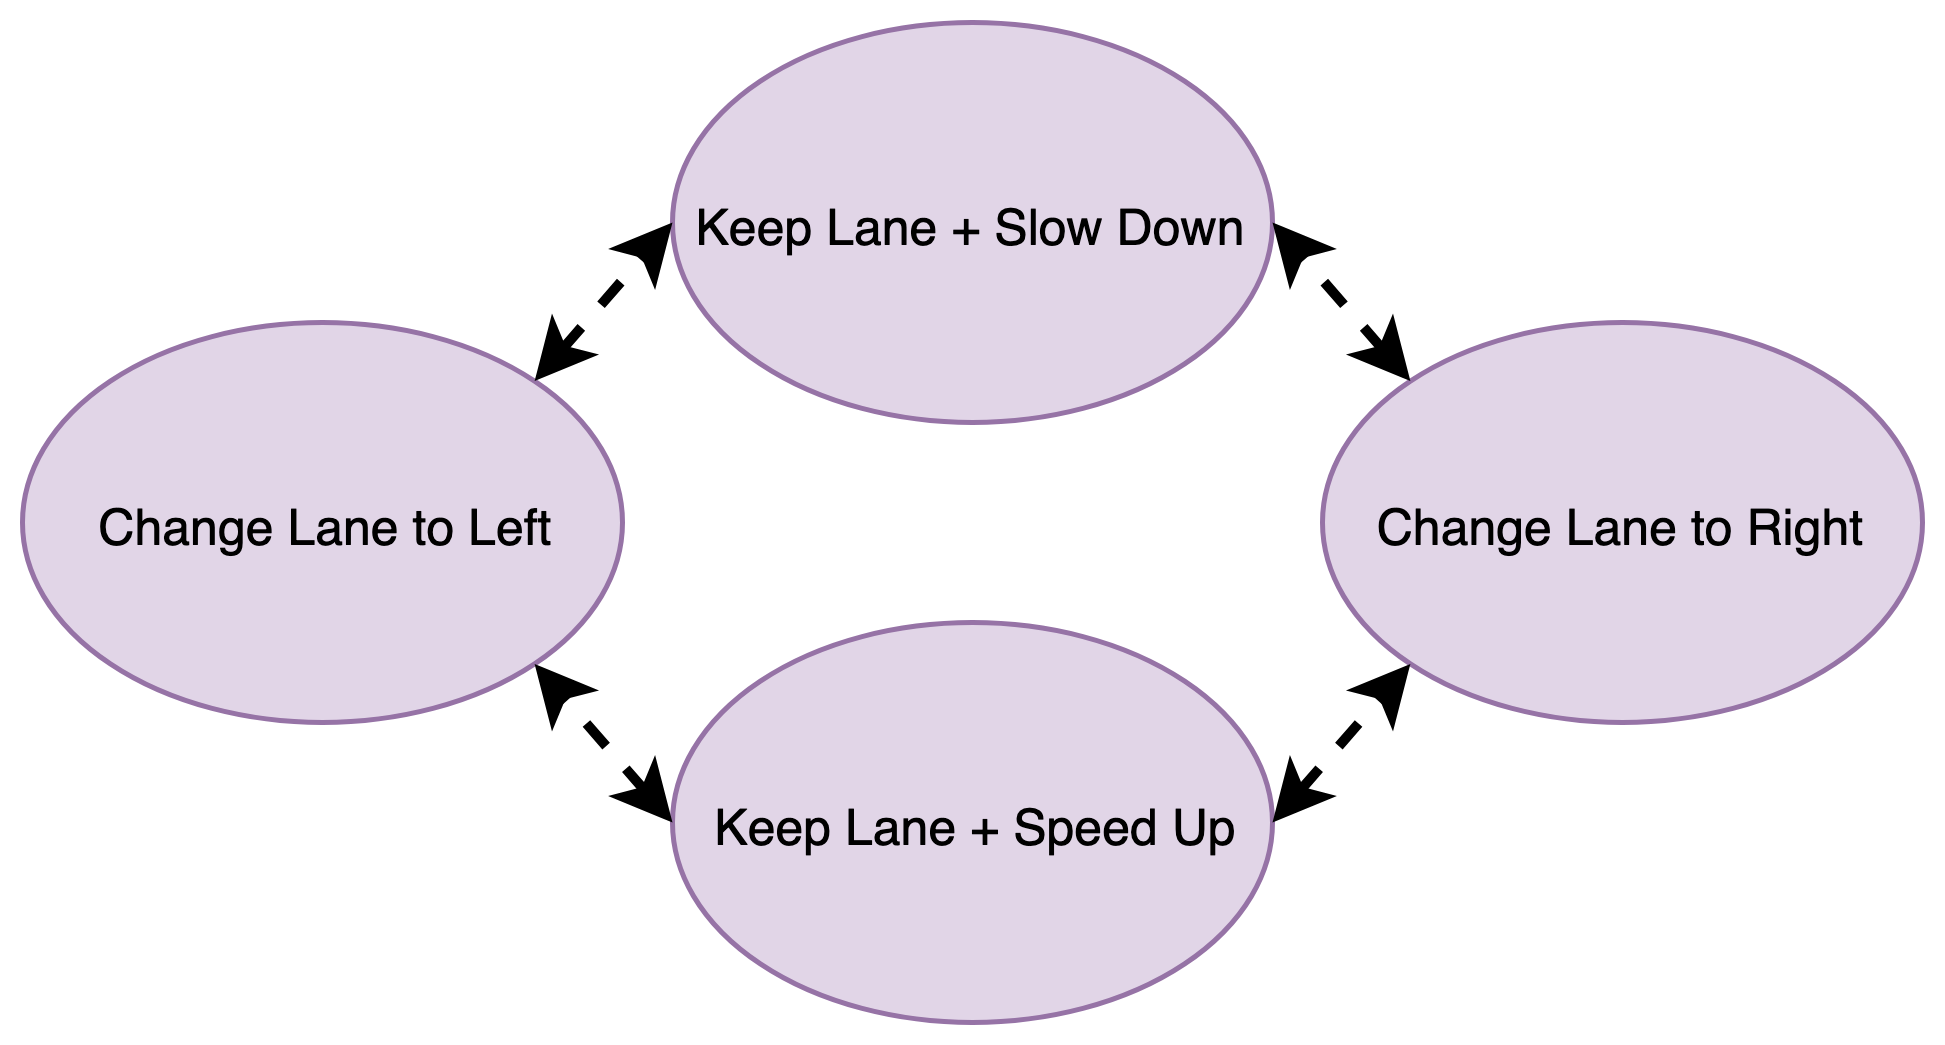 Keep Lane + Slow Down
Change Lane to Left
Change Lane to Right
Keep Lane + Speed Up